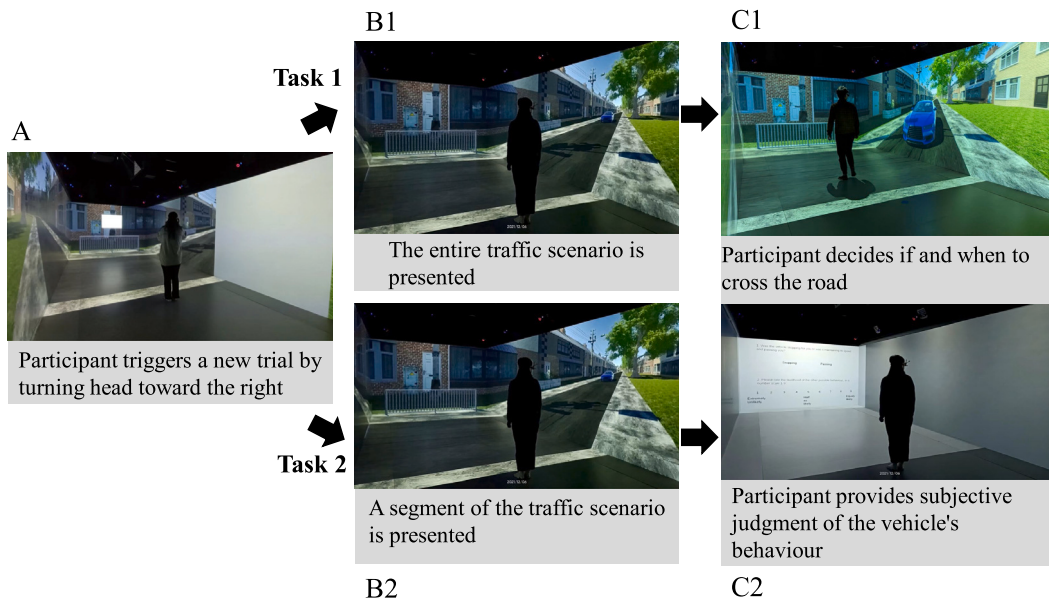 B1
C1
Task 1
A
The entire traffic scenario is
presented
Participant decides if and when to
cross the road
Participant triggers a new trial by
turning head toward the right
Task 2
A segment of the traffic scenario
is presented
Participant provides subjective
judgment of the vehicle's
behaviour
B2
C2